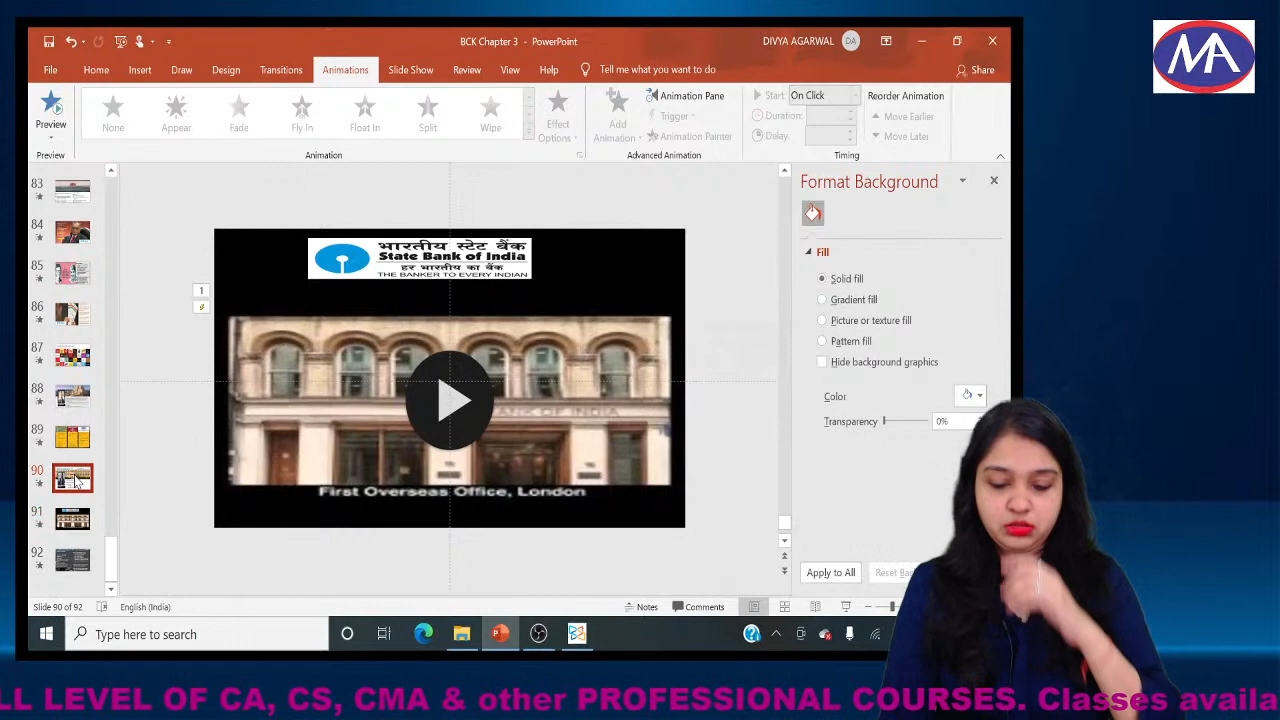 BCK Chapter 3 - PowerPoint
DIVYA AGARWAL
DA
MA
File
Home
Insert
Draw
Design
Transitions
Animations
Slide Show
Review
View
Help
Tell me what you want to do
Share
Preview
None
Appear
Fade
Fly In
Float In
Split
Wipe
Effect
Options
Add
Animation
Animation Pane
Trigger
Animation Painter
Start:
On Click
Duration:
Delay:
Reorder Animation
Move Earlier
Move Later
Preview
Animation
Advanced Animation
Timing
83
84
85
86
87
88
89
90
91
92
1
भारतीय स्टेट बैंक
State Bank of India
हर भारतीय का बैंक
THE BANKER TO EVERY INDIAN
BANK OF INDIA
First Overseas Office, London
Format Background
Fill
Solid fill
Gradient fill
Picture or texture fill
Pattern fill
Hide background graphics
Color
Transparency
0%
Apply to All
Reset Ba
Slide 90 of 92
English (India)
Notes
Comments
Type here to search
LL LEVEL OF CA, CS, CMA & other PROFESSIONAL COURSES. Classes availa